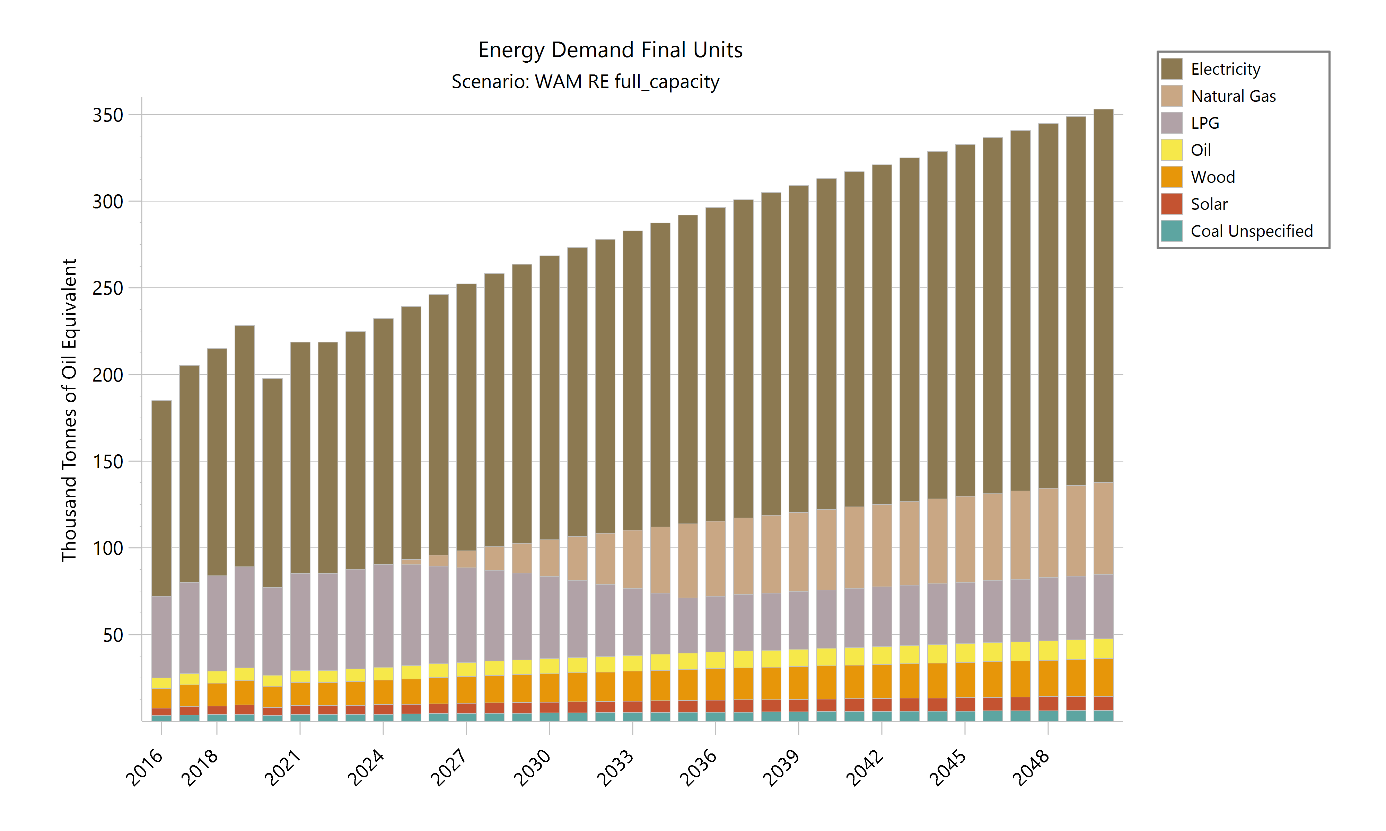 Energy Demand Final Units
Scenario: WAM RE full_capacity
Thousand Tonnes of Oil Equivalent
350
300
250
200
150
100
50
2016
2018
2021
2024
2027
2030
2033
2036
2039
2042
2045
2048
Electricity
Natural Gas
LPG
Oil
Wood
Solar
Coal Unspecified